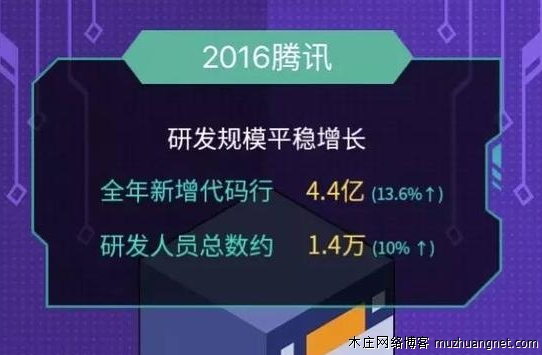 2016腾讯
研发规模平稳增长
全年新增代码行 4.4亿 (13.6%↑)
研发人员总数约 1.4万 (10% ↑)
木庄网络博客 muzhuangnet.com